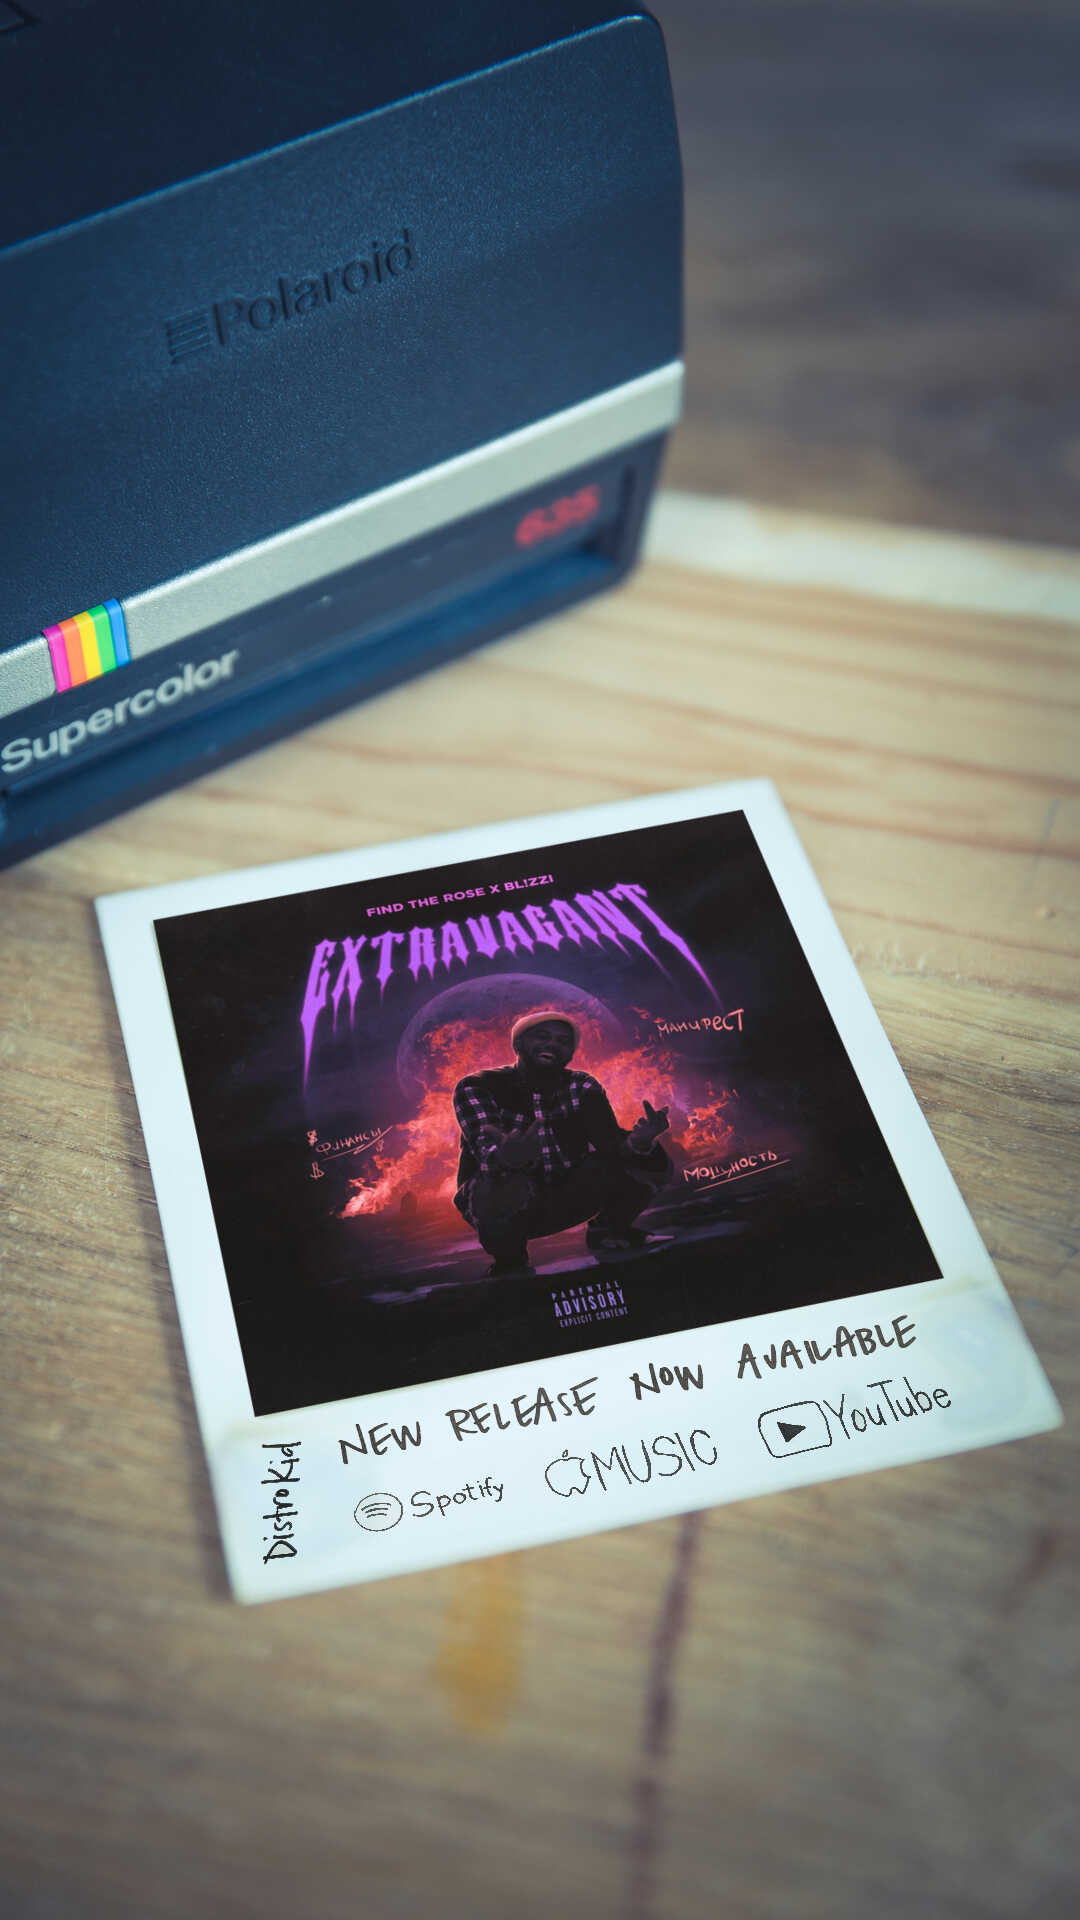 Polaroid
635
Supercolor
FIND THE ROSE X BL!ZZI
EXTRAVAGANT
МАНИФЕСТ
$ ФИНАНСЫ
МОЩНОСТЬ
PARENTAL
ADVISORY
EXPLICIT CONTENT
NEW RELEASE NOW AVAILABLE
DistroKid
Spotify MUSIC YouTube